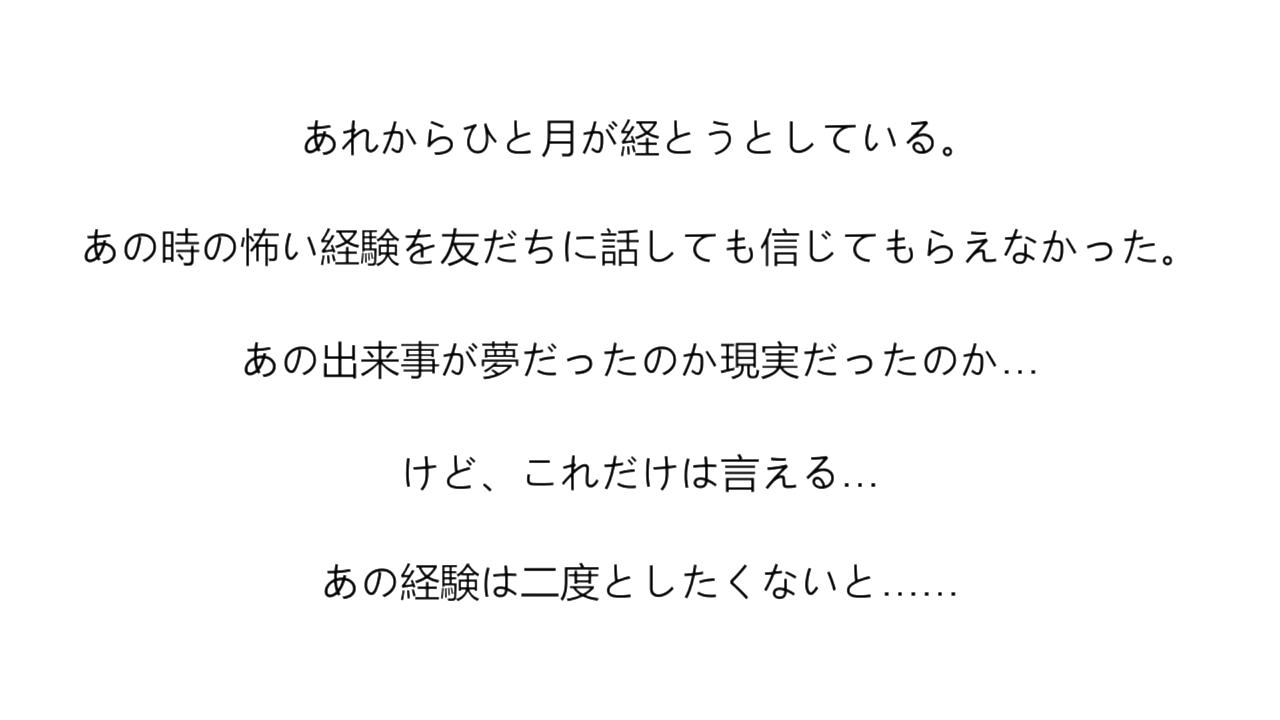 あれからひと月が経とうとしている。
あの時の怖い経験を友だちに話しても信じてもらえなかった。
あの出来事が夢だったのか現実だったのか…
けど、これだけは言える…
あの経験は二度としたくないと……